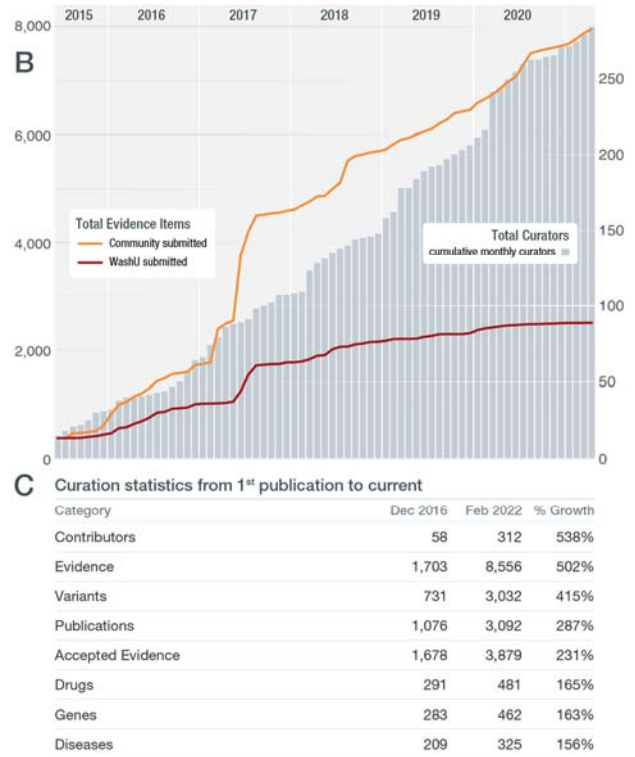 2015 2016 2017 2018 2019 2020
8,000
B
250
6,000
200
Total Evidence Items
Community submitted
WashU submitted
Total Curators
cumulative monthly curators
150
4,000
100
2,000
50
0
0
C Curation statistics from 1st publication to current
Category Dec 2016 Feb 2022 % Growth
Contributors 58 312 538%
Evidence 1,703 8,556 502%
Variants 731 3,032 415%
Publications 1,076 3,092 287%
Accepted Evidence 1,678 3,879 231%
Drugs 291 481 165%
Genes 283 462 163%
Diseases 209 325 156%